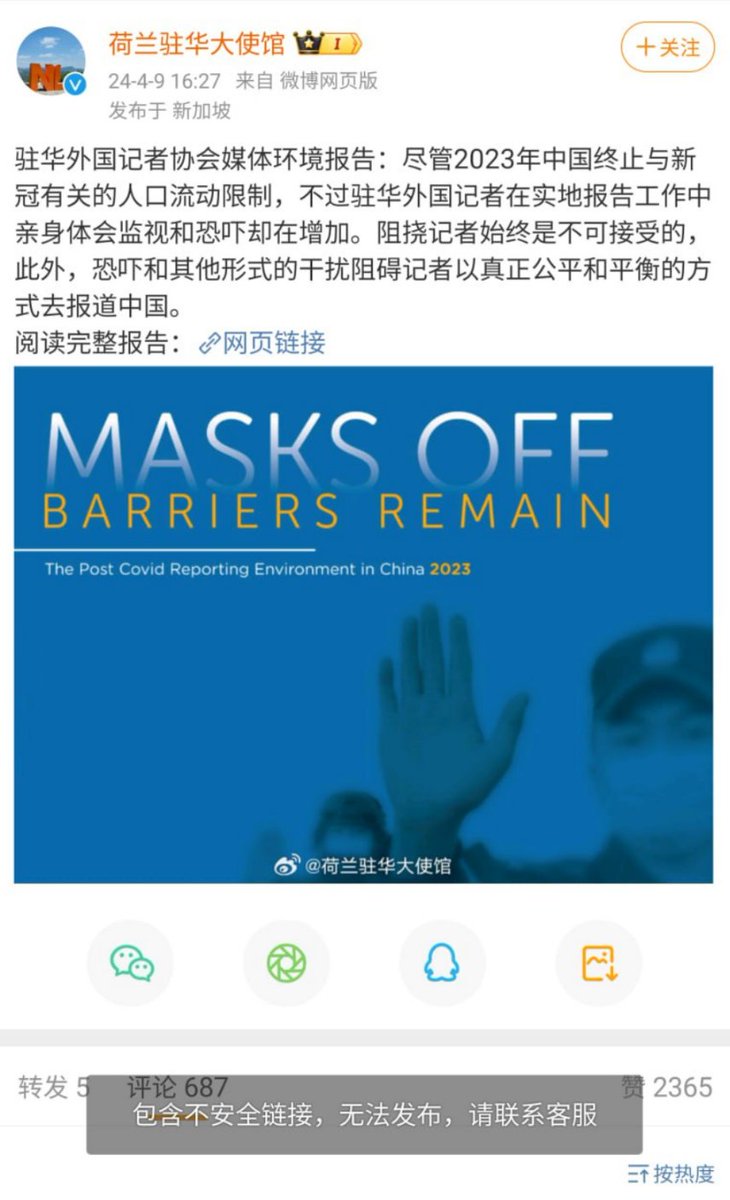 荷兰驻华大使馆 I
+关注
24-4-9 16:27 来自 微博网页版
发布于 新加坡
驻华外国记者协会媒体环境报告：尽管2023年中国终止与新
冠有关的人口流动限制，不过驻华外国记者在实地报告工作中
亲身体会监视和恐吓却在增加。阻挠记者始终是不可接受的，
此外，恐吓和其他形式的干扰阻碍记者以真正公平和平衡的方
式去报道中国。
阅读完整报告： 网页链接
MASKS OFF
BARRIERS REMAIN
The Post Covid Reporting Environment in China 2023
@荷兰驻华大使馆
转发 5 评论 687 赞 2365
包含不安全链接，无法发布，请联系客服
按热度